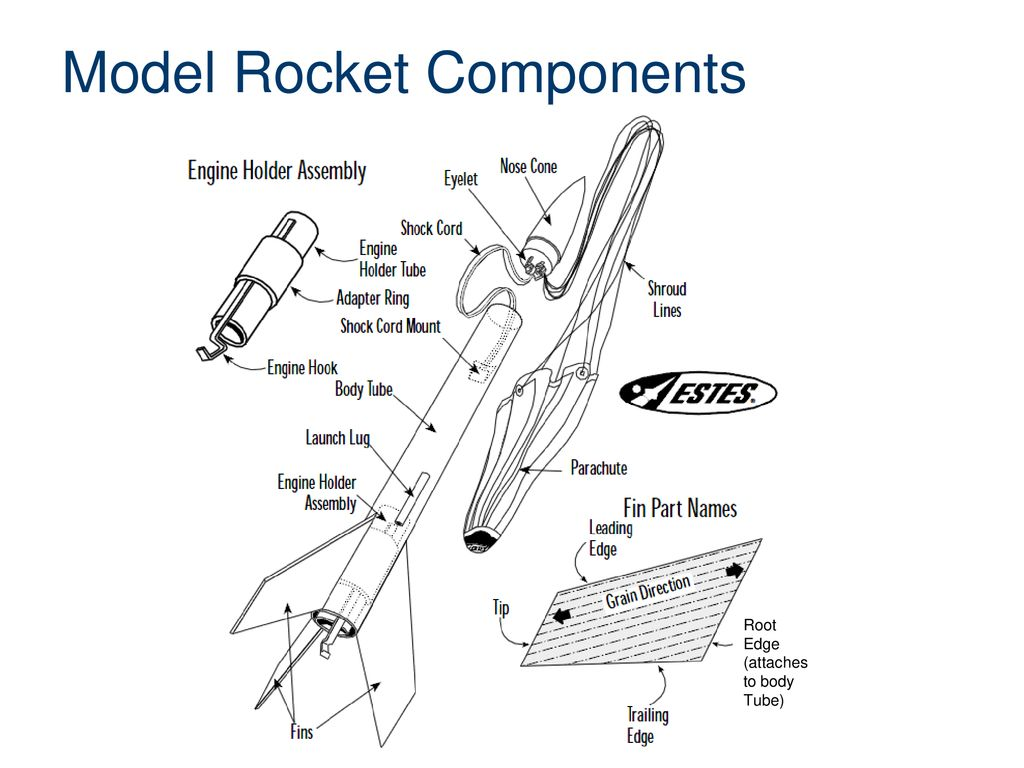 Model Rocket Components
Engine Holder Assembly
Engine
Holder Tube
Adapter Ring
Engine Hook
Nose Cone
Eyelet
Shock Cord
Shock Cord Mount
Body Tube
Launch Lug
Engine Holder
Assembly
Fins
Shroud
Lines
ESTES®
Parachute
Fin Part Names
Leading
Edge
Grain Direction
Tip
Root
Edge
(attaches
to body
Tube)
Trailing
Edge